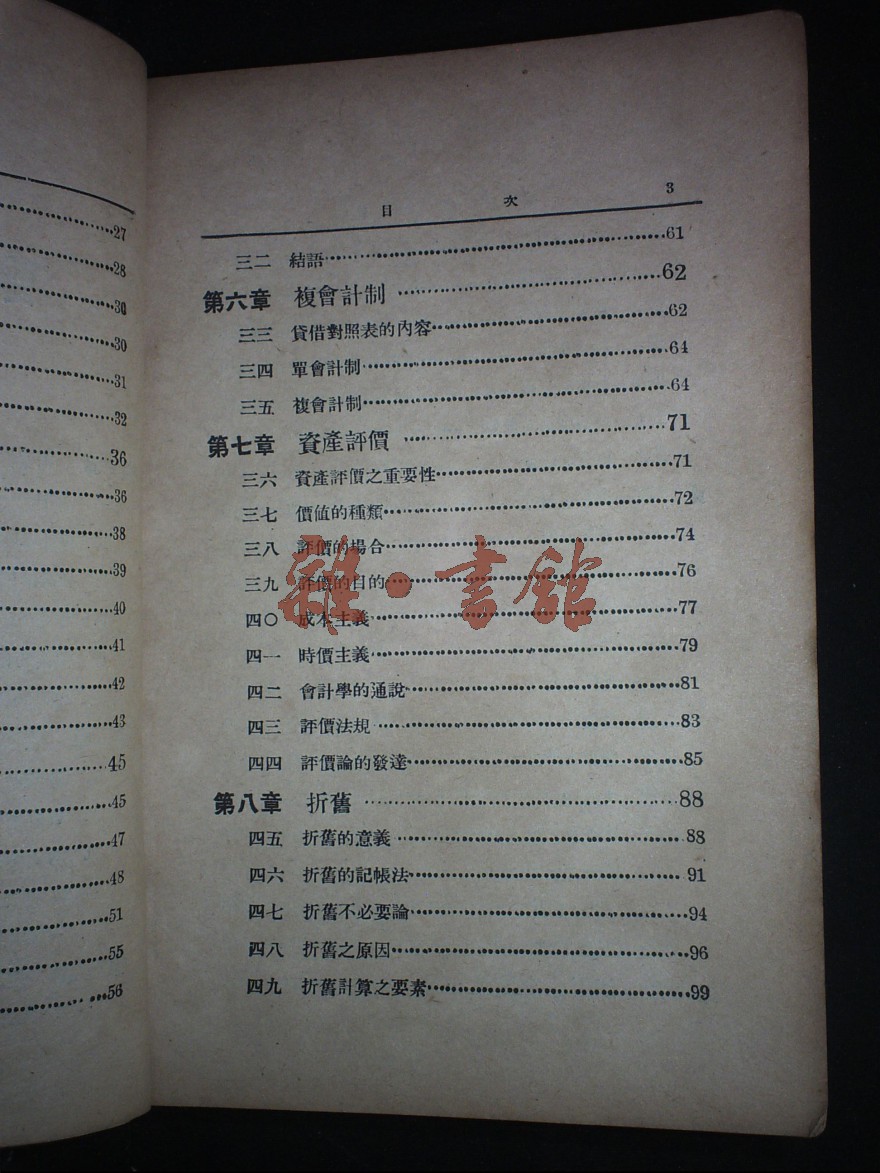 27
28
30
30
31
32
36
36
38
39
40
41
42
43
45
45
47
48
51
55
56
目 次 3
三二 結語 61
第六章 複會計制 62
三三 貸借對照表的內容 62
三四 單會計制 64
三五 複會計制 64
第七章 資產評價 71
三六 資產評價之重要性 71
三七 價值的種類 72
三八 評價的場合 74
三九 評價的目的 76
四〇 成本主義 77
四一 時價主義 79
四二 會計學的通說 81
四三 評價法規 83
四四 評價論的發達 85
第八章 折舊 88
四五 折舊的意義 88
四六 折舊的記帳法 91
四七 折舊不必要論 94
四八 折舊之原因 96
四九 折舊計算之要素 99
雜·書館